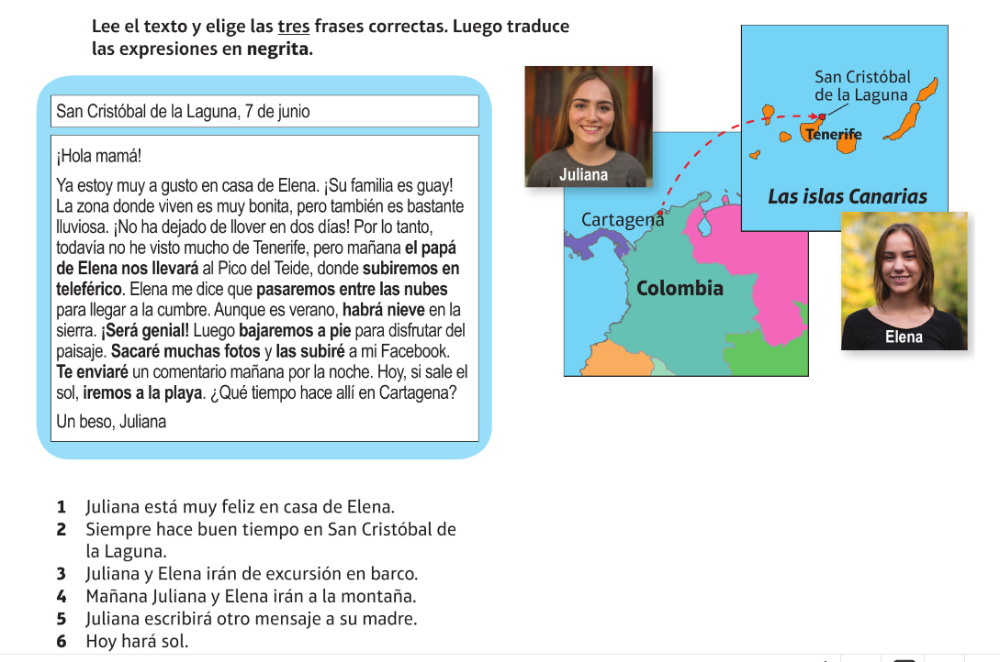 Lee el texto y elige las tres frases correctas. Luego traduce
las expresiones en negrita.
San Cristóbal de la Laguna, 7 de junio
¡Hola mamá!
Ya estoy muy a gusto en casa de Elena. ¡Su familia es guay!
La zona donde viven es muy bonita, pero también es bastante
lluviosa. ¡No ha dejado de llover en dos días! Por lo tanto,
todavía no he visto mucho de Tenerife, pero mañana el papá
de Elena nos llevará al Pico del Teide, donde subiremos en
teleférico. Elena me dice que pasaremos entre las nubes
para llegar a la cumbre. Aunque es verano, habrá nieve en la
sierra. ¡Será genial! Luego bajaremos a pie para disfrutar del
paisaje. Sacaré muchas fotos y las subiré a mi Facebook.
Te enviaré un comentario mañana por la noche. Hoy, si sale el
sol, iremos a la playa. ¿Qué tiempo hace allí en Cartagena?
Un beso, Juliana
Juliana
San Cristóbal
de la Laguna
Tenerife
Las islas Canarias
Cartagena
Colombia
Elena
1 Juliana está muy feliz en casa de Elena.
2 Siempre hace buen tiempo en San Cristóbal de
la Laguna.
3 Juliana y Elena irán de excursión en barco.
4 Mañana Juliana y Elena irán a la montaña.
5 Juliana escribirá otro mensaje a su madre.
6 Hoy hará sol.